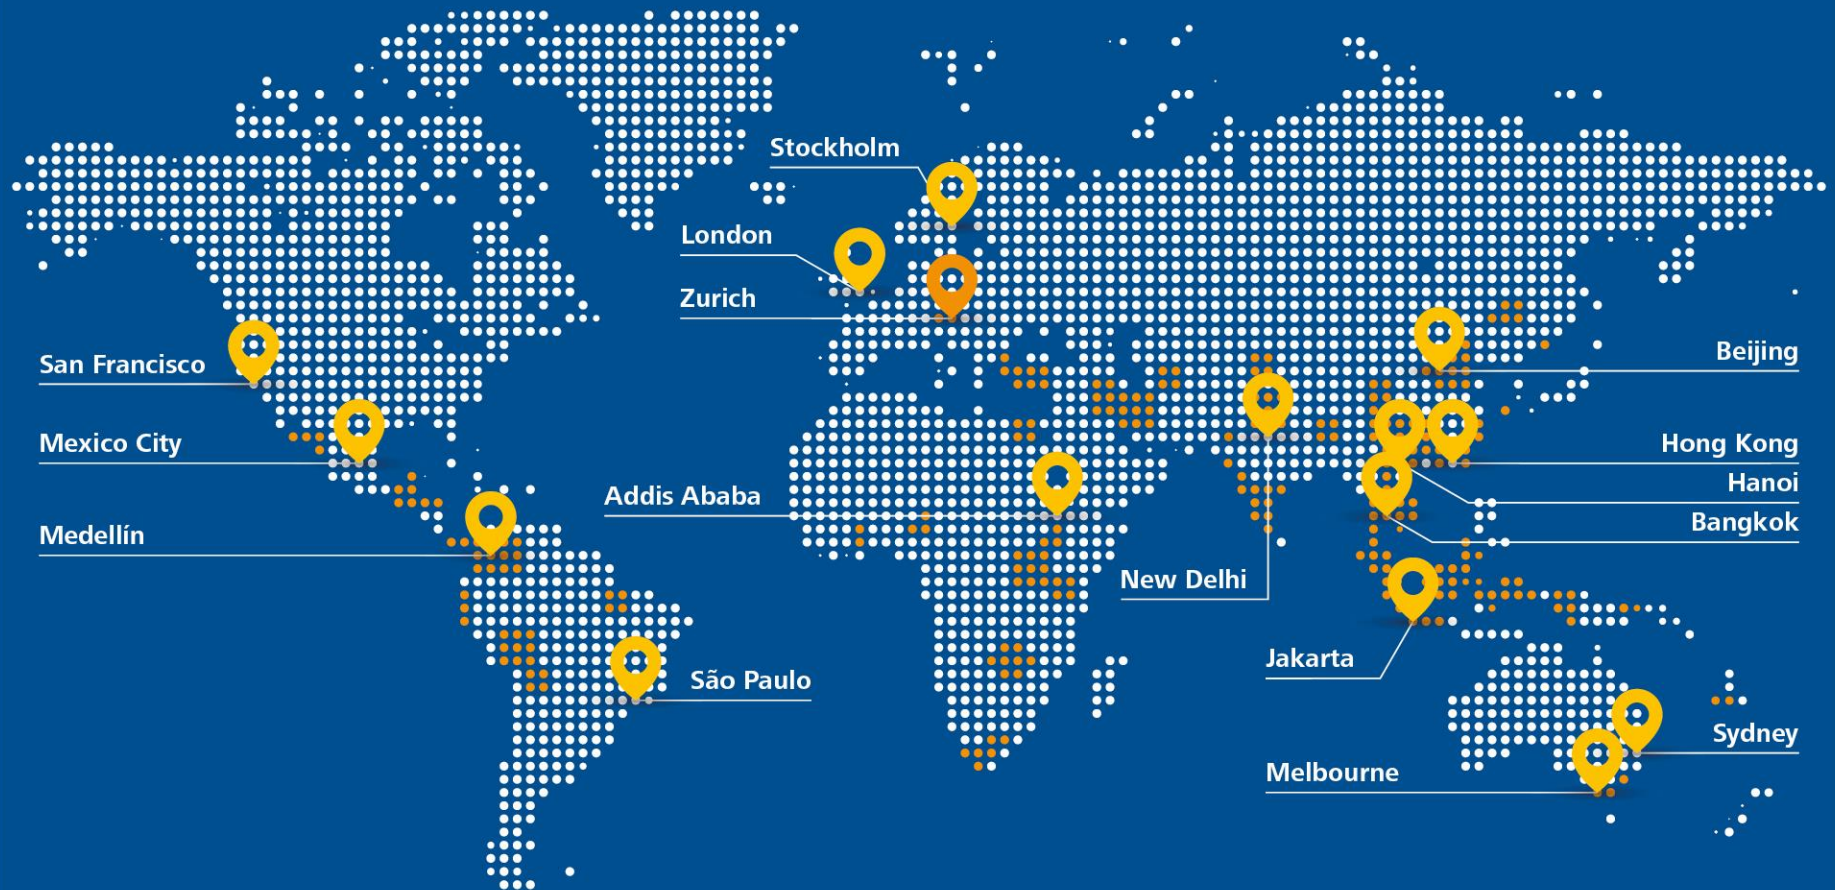 Stockholm
London
Zurich
San Francisco
Beijing
Mexico City
Hong Kong
Hanoi
Addis Ababa
Bangkok
Medellín
New Delhi
Jakarta
São Paulo
Sydney
Melbourne